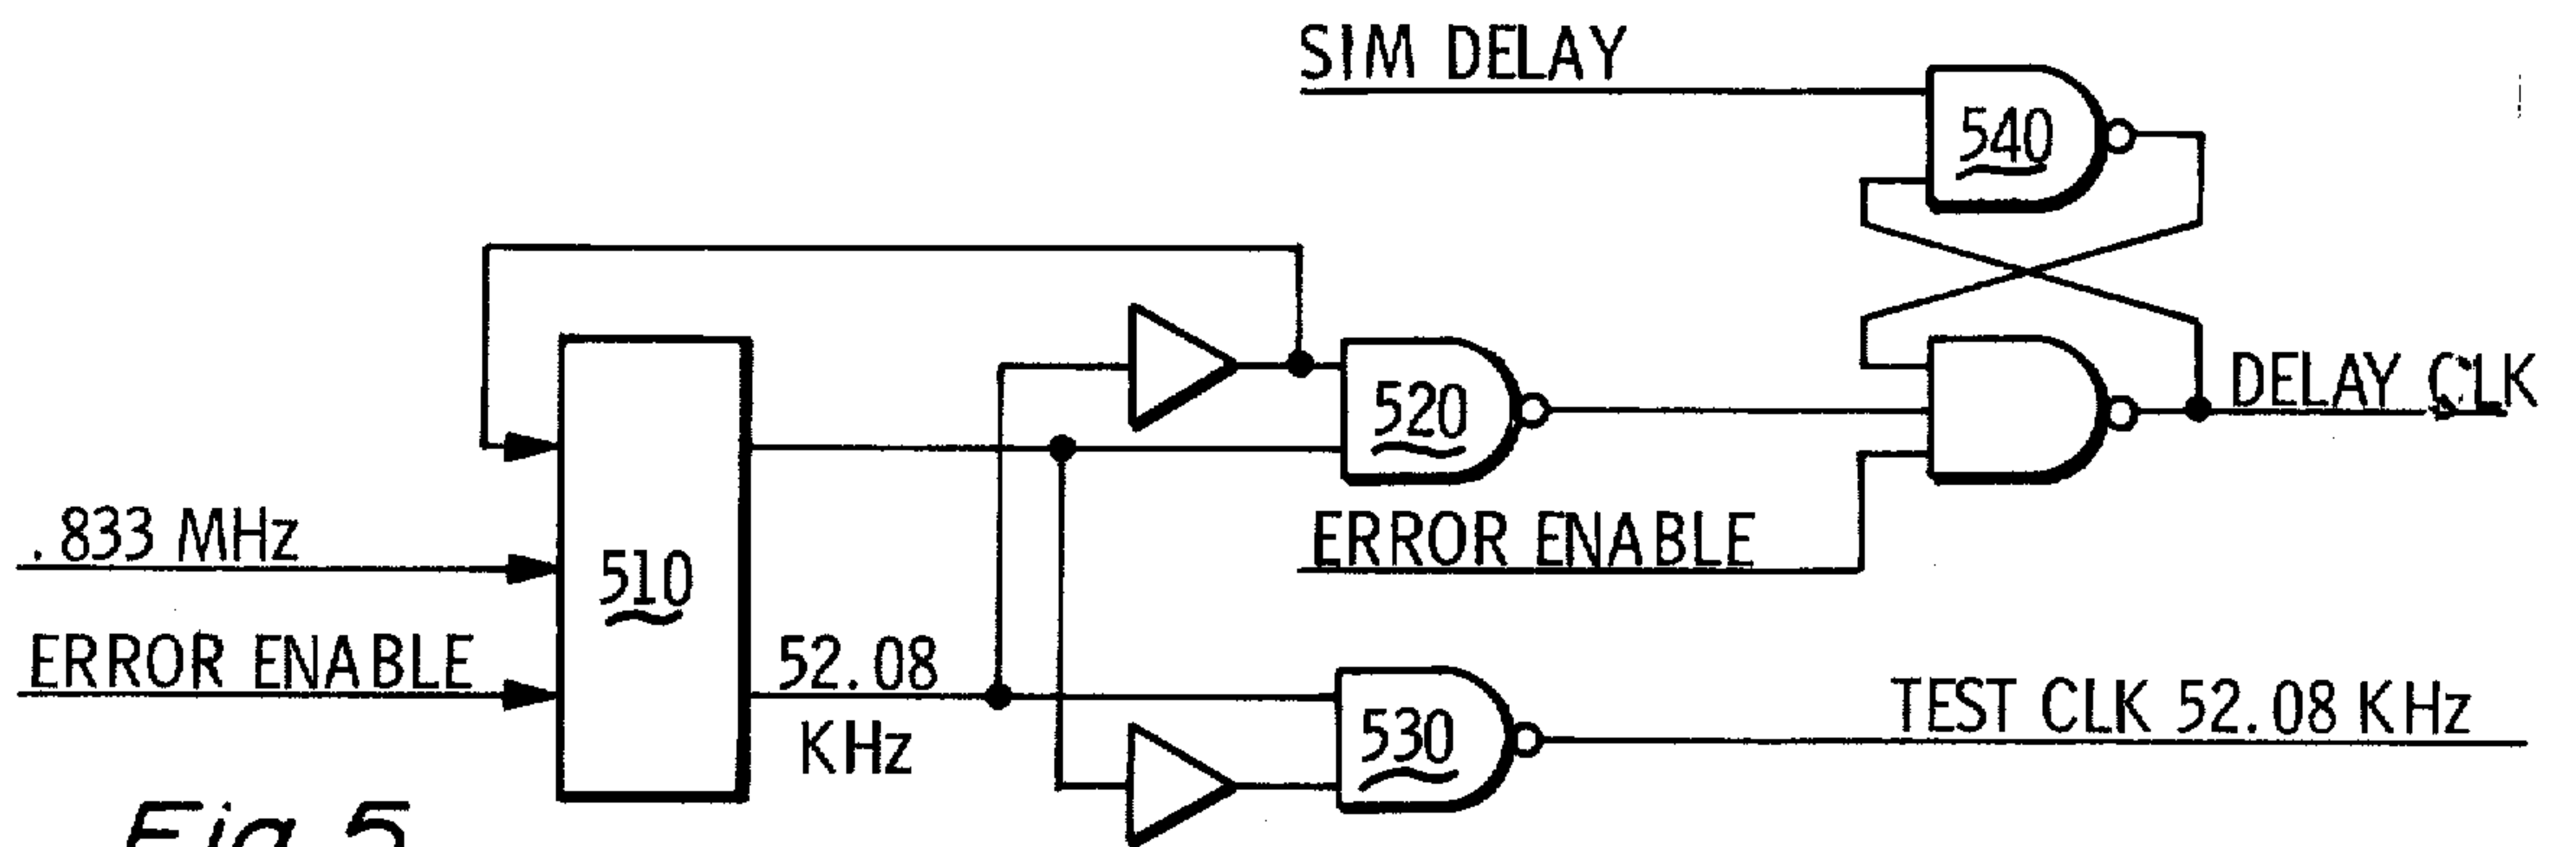 SIM DELAY
540
520
DELAY CLK
.833 MHz
510
ERROR ENABLE
ERROR ENABLE
52.08
KHz
530
TEST CLK 52.08 KHz
Fig 5